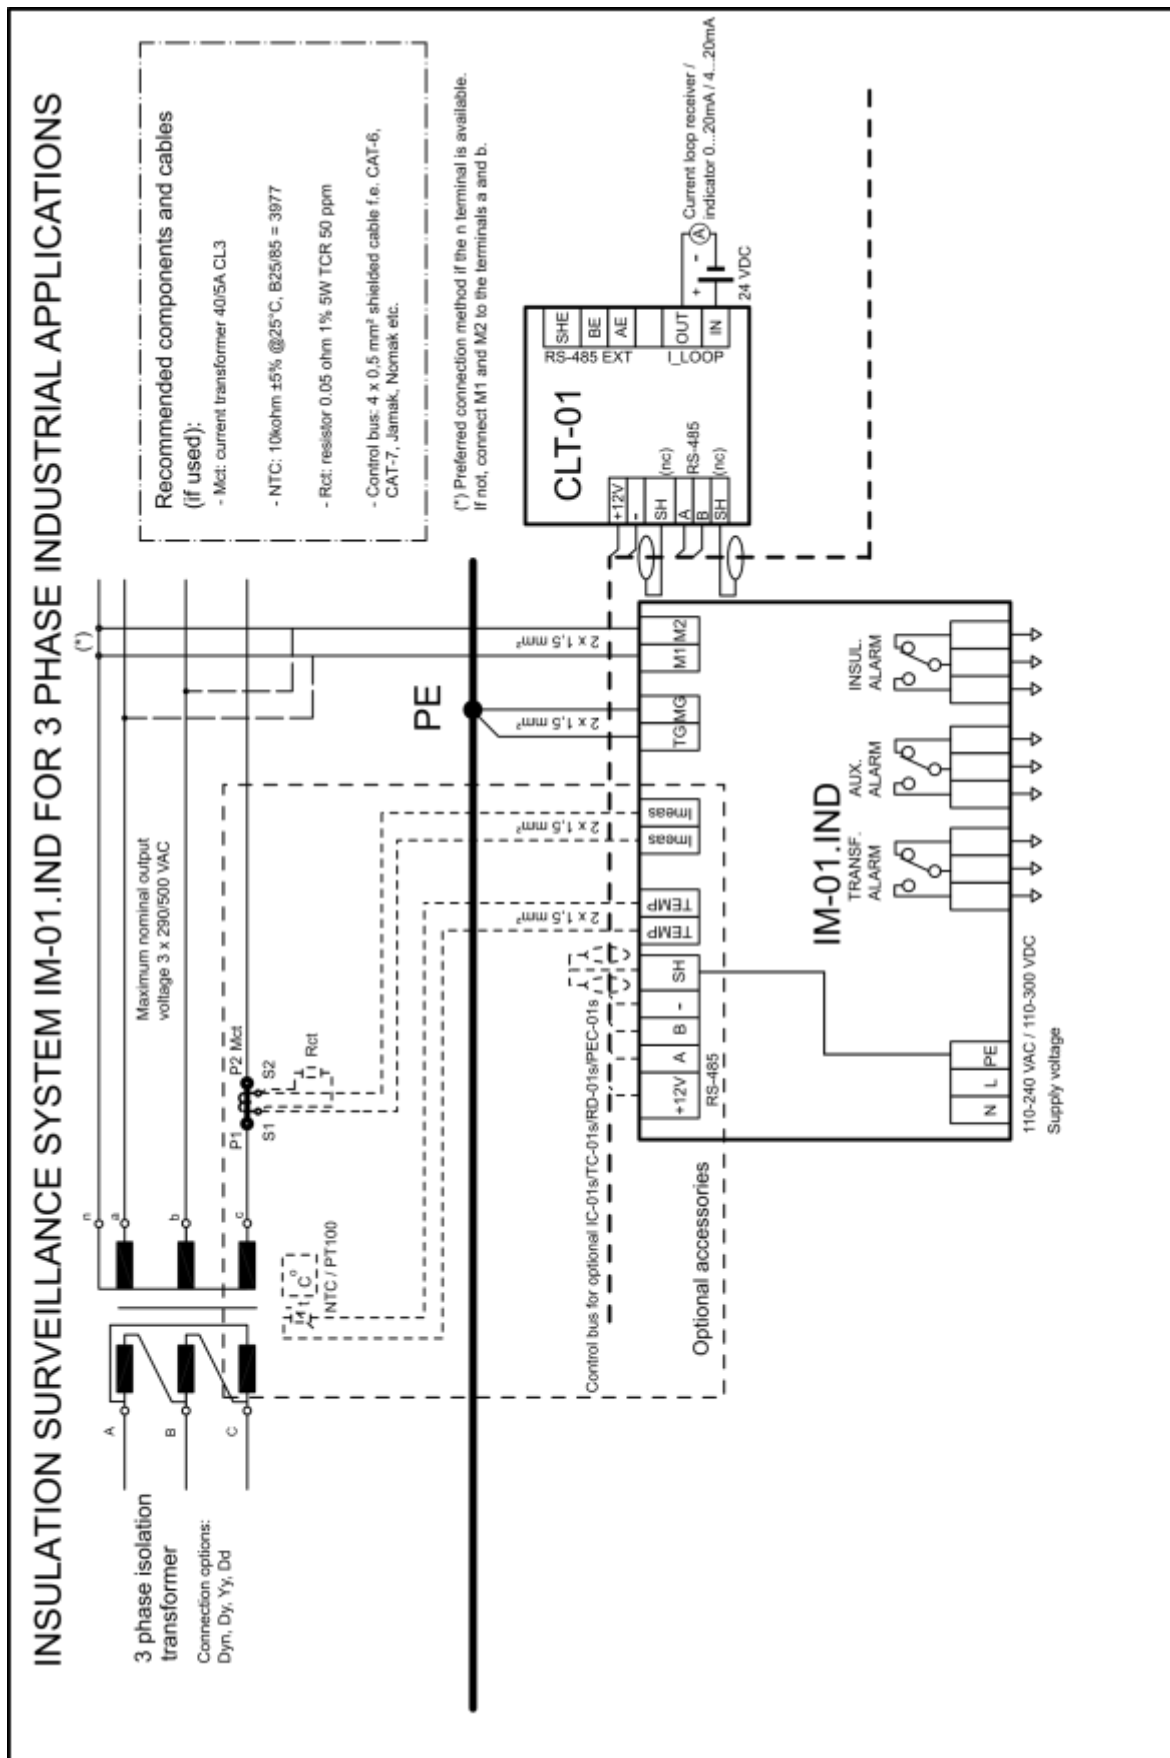 INSULATION SURVEILLANCE SYSTEM IM-01.IND FOR 3 PHASE INDUSTRIAL APPLICATIONS
3 phase isolation
transformer
Connection options:
Dyn, Dy, Yy, Dd
A
B
C
n
a
b
c
Maximum nominal output
voltage 3 x 290/500 VAC
P1
P2 Mct
S1
S2
Rct
t C°
NTC / PT100
(*)
Recommended components and cables
(if used):
- Mct: current transformer 40/5A CL3
- NTC: 10kohm ±5% @25°C, B25/85 = 3977
- Rct: resistor 0.05 ohm 1% 5W TCR 50 ppm
- Control bus: 4 x 0.5 mm² shielded cable f.e. CAT-6,
CAT-7, Jamak, Nomak etc.
(*) Preferred connection method if the n terminal is available.
If not, connect M1 and M2 to the terminals a and b.
PE
Control bus for optional IC-01s/TC-01s/RD-01s/PEC-01s
2 x 1,5 mm²
2 x 1,5 mm²
2 x 1,5 mm²
2 x 1,5 mm²
Optional accessories
+12V
A
B
-
SH
RS-485
TEMP
TEMP
Imeas
Imeas
TG
MG
M1
M2
IM-01.IND
TRANSF.
ALARM
AUX.
ALARM
INSUL.
ALARM
N
L
PE
110-240 VAC / 110-300 VDC
Supply voltage
CLT-01
+12V
-
SH
(nc)
A
B
RS-485
SH
(nc)
SHE
BE
AE
RS-485 EXT
OUT
IN
I_LOOP
+
-
A
24 VDC
Current loop receiver /
indicator 0...20mA / 4...20mA